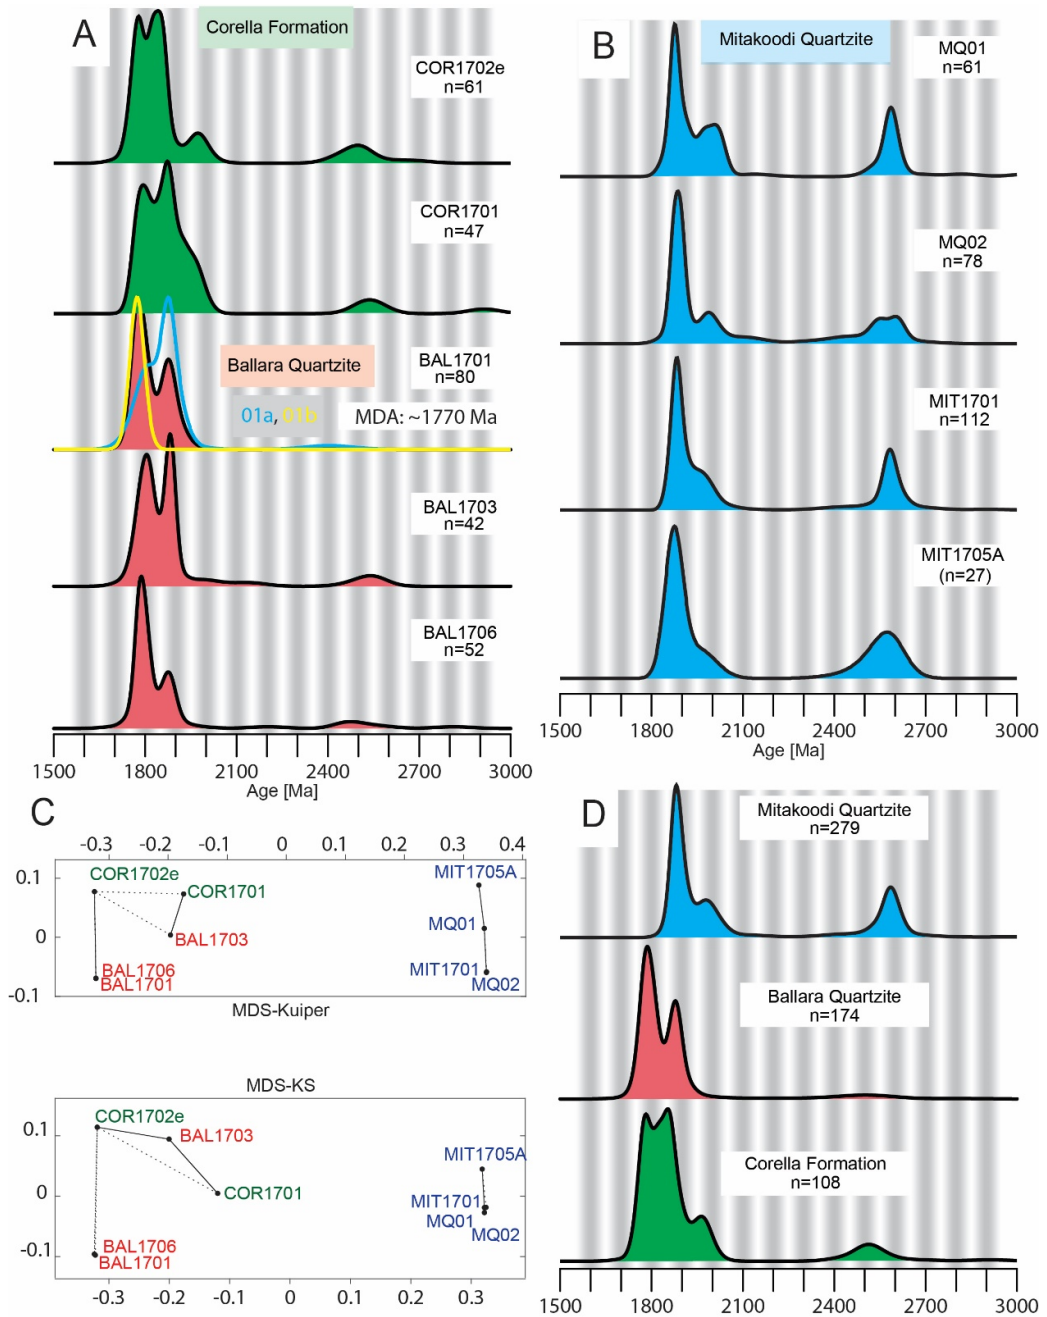 A
Corella Formation
COR1702e
n=61
COR1701
n=47
Ballara Quartzite
BAL1701
n=80
01a, 01b
MDA: ~1770 Ma
BAL1703
n=42
BAL1706
n=52
1500 1800 2100 2400 2700 3000
Age [Ma]
B
Mitakoodi Quartzite
MQ01
n=61
MQ02
n=78
MIT1701
n=112
MIT1705A
(n=27)
1500 1800 2100 2400 2700 3000
Age [Ma]
C
-0.3 -0.2 -0.1 0 0.1 0.2 0.3 0.4
0.1
0
-0.1
COR1702e
COR1701
BAL1703
BAL1706
BAL1701
MIT1705A
MQ01
MIT1701
MQ02
MDS-Kuiper
MDS-KS
0.1
0
-0.1
COR1702e
BAL1703
COR1701
BAL1706
BAL1701
MIT1705A
MIT1701
MQ01
MQ02
-0.3 -0.2 -0.1 0 0.1 0.2 0.3
D
Mitakoodi Quartzite
n=279
Ballara Quartzite
n=174
Corella Formation
n=108
1500 1800 2100 2400 2700 3000
Age [Ma]